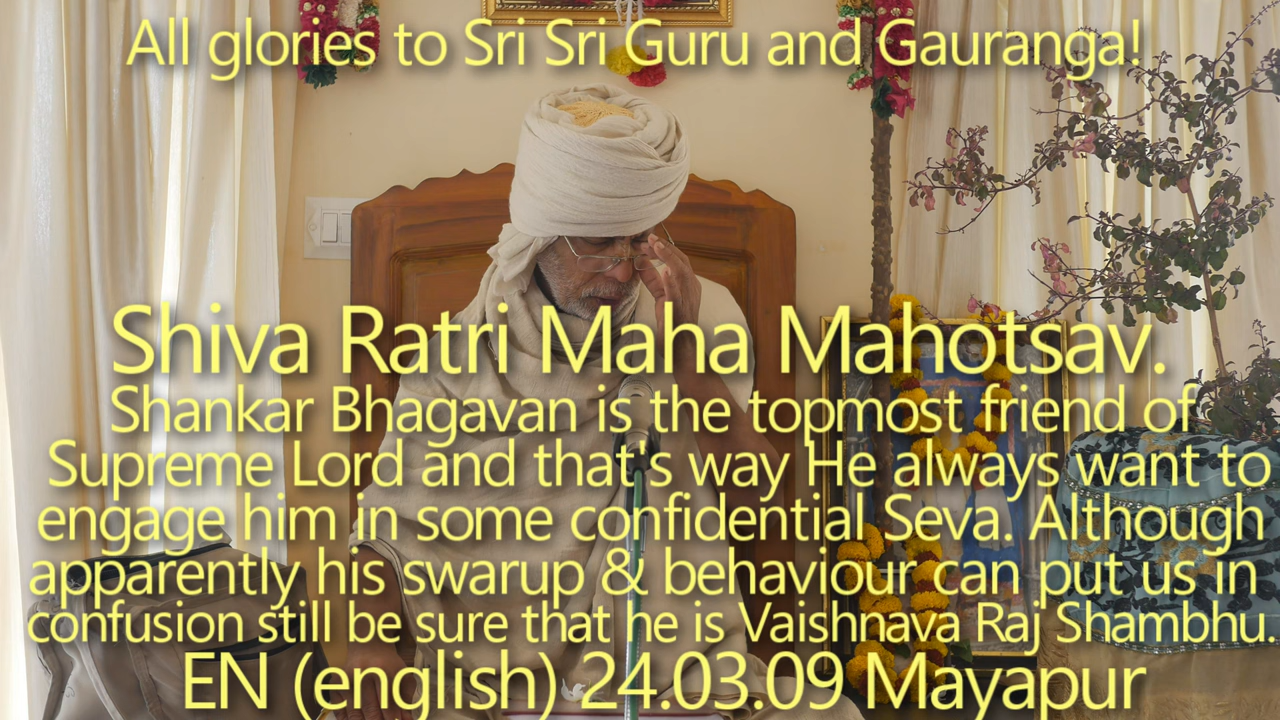 All glories to Sri Sri Guru and Gauranga!
Shiva Ratri Maha Mahotsav.
Shankar Bhagavan is the topmost friend of
Supreme Lord and that's way He always want to
engage him in some confidential Seva. Although
apparently his swarup & behaviour can put us in
confusion still be sure that he is Vaishnava Raj Shambhu.
EN (english) 24.03.09 Mayapur